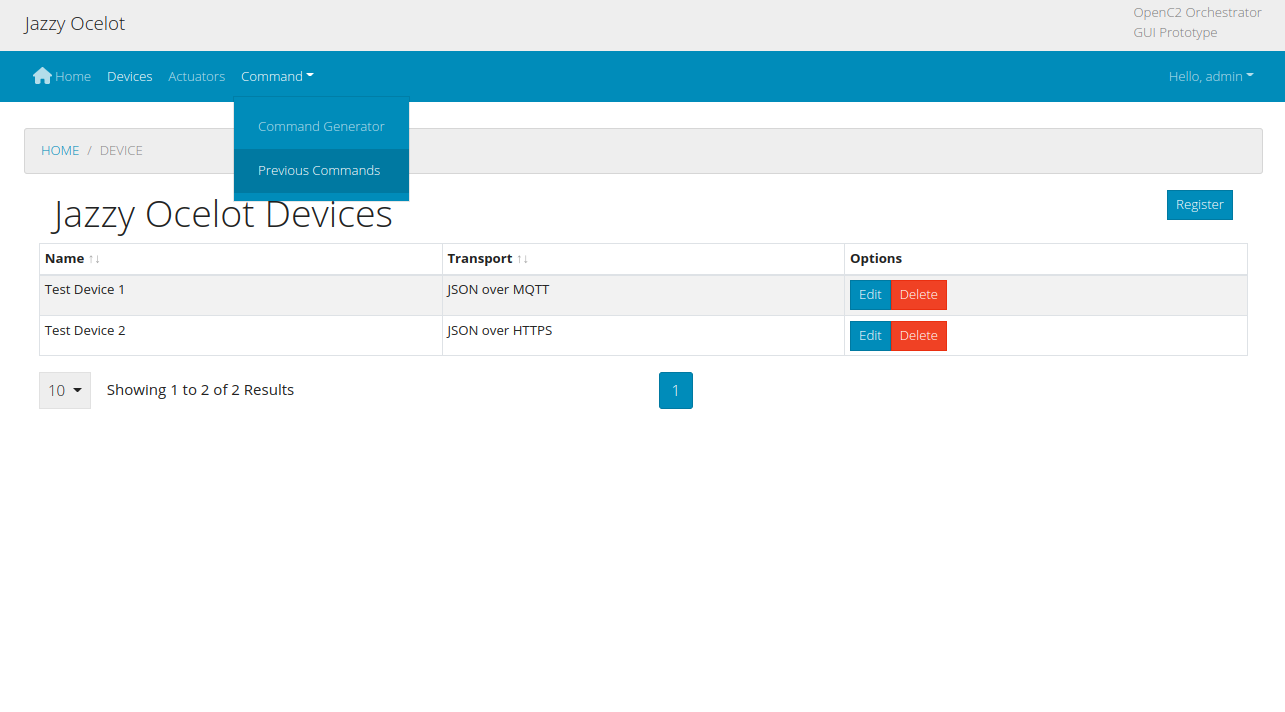 Jazzy Ocelot
OpenC2 Orchestrator
GUI Prototype
Home Devices Actuators Command Hello, admin
Command Generator
Previous Commands
HOME / DEVICE
Jazzy Ocelot Devices
Register
Name ↑↓ Transport ↑↓ Options
Test Device 1 JSON over MQTT Edit Delete
Test Device 2 JSON over HTTPS Edit Delete
10 Showing 1 to 2 of 2 Results 1